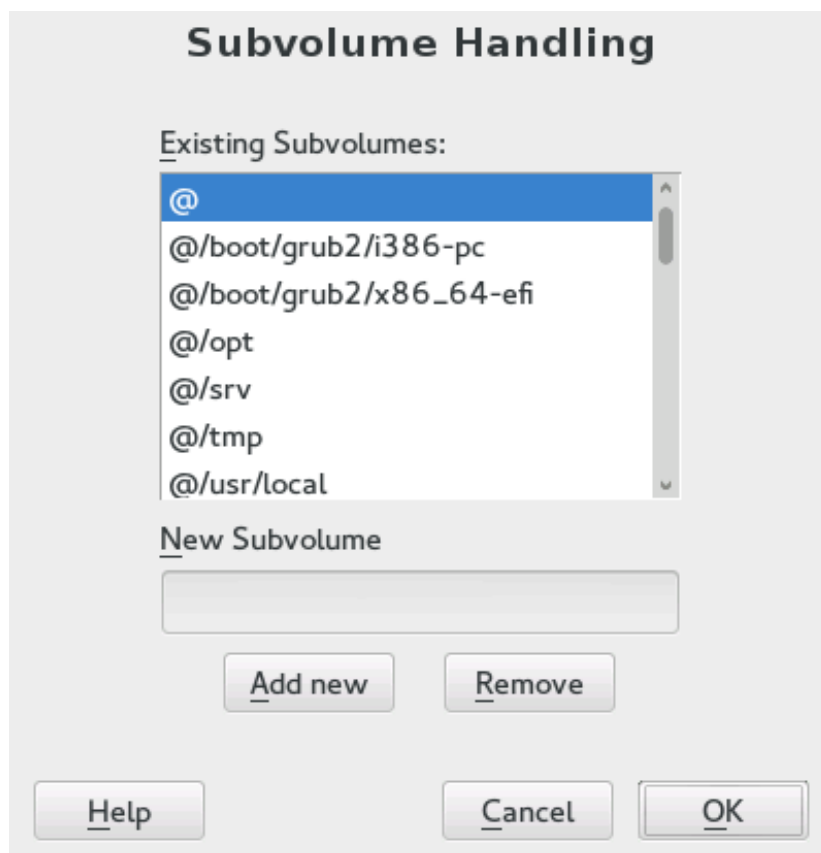 Subvolume Handling
Existing Subvolumes:
@
@/boot/grub2/i386-pc
@/boot/grub2/x86_64-efi
@/opt
@/srv
@/tmp
@/usr/local
New Subvolume
Add new Remove
Help Cancel OK